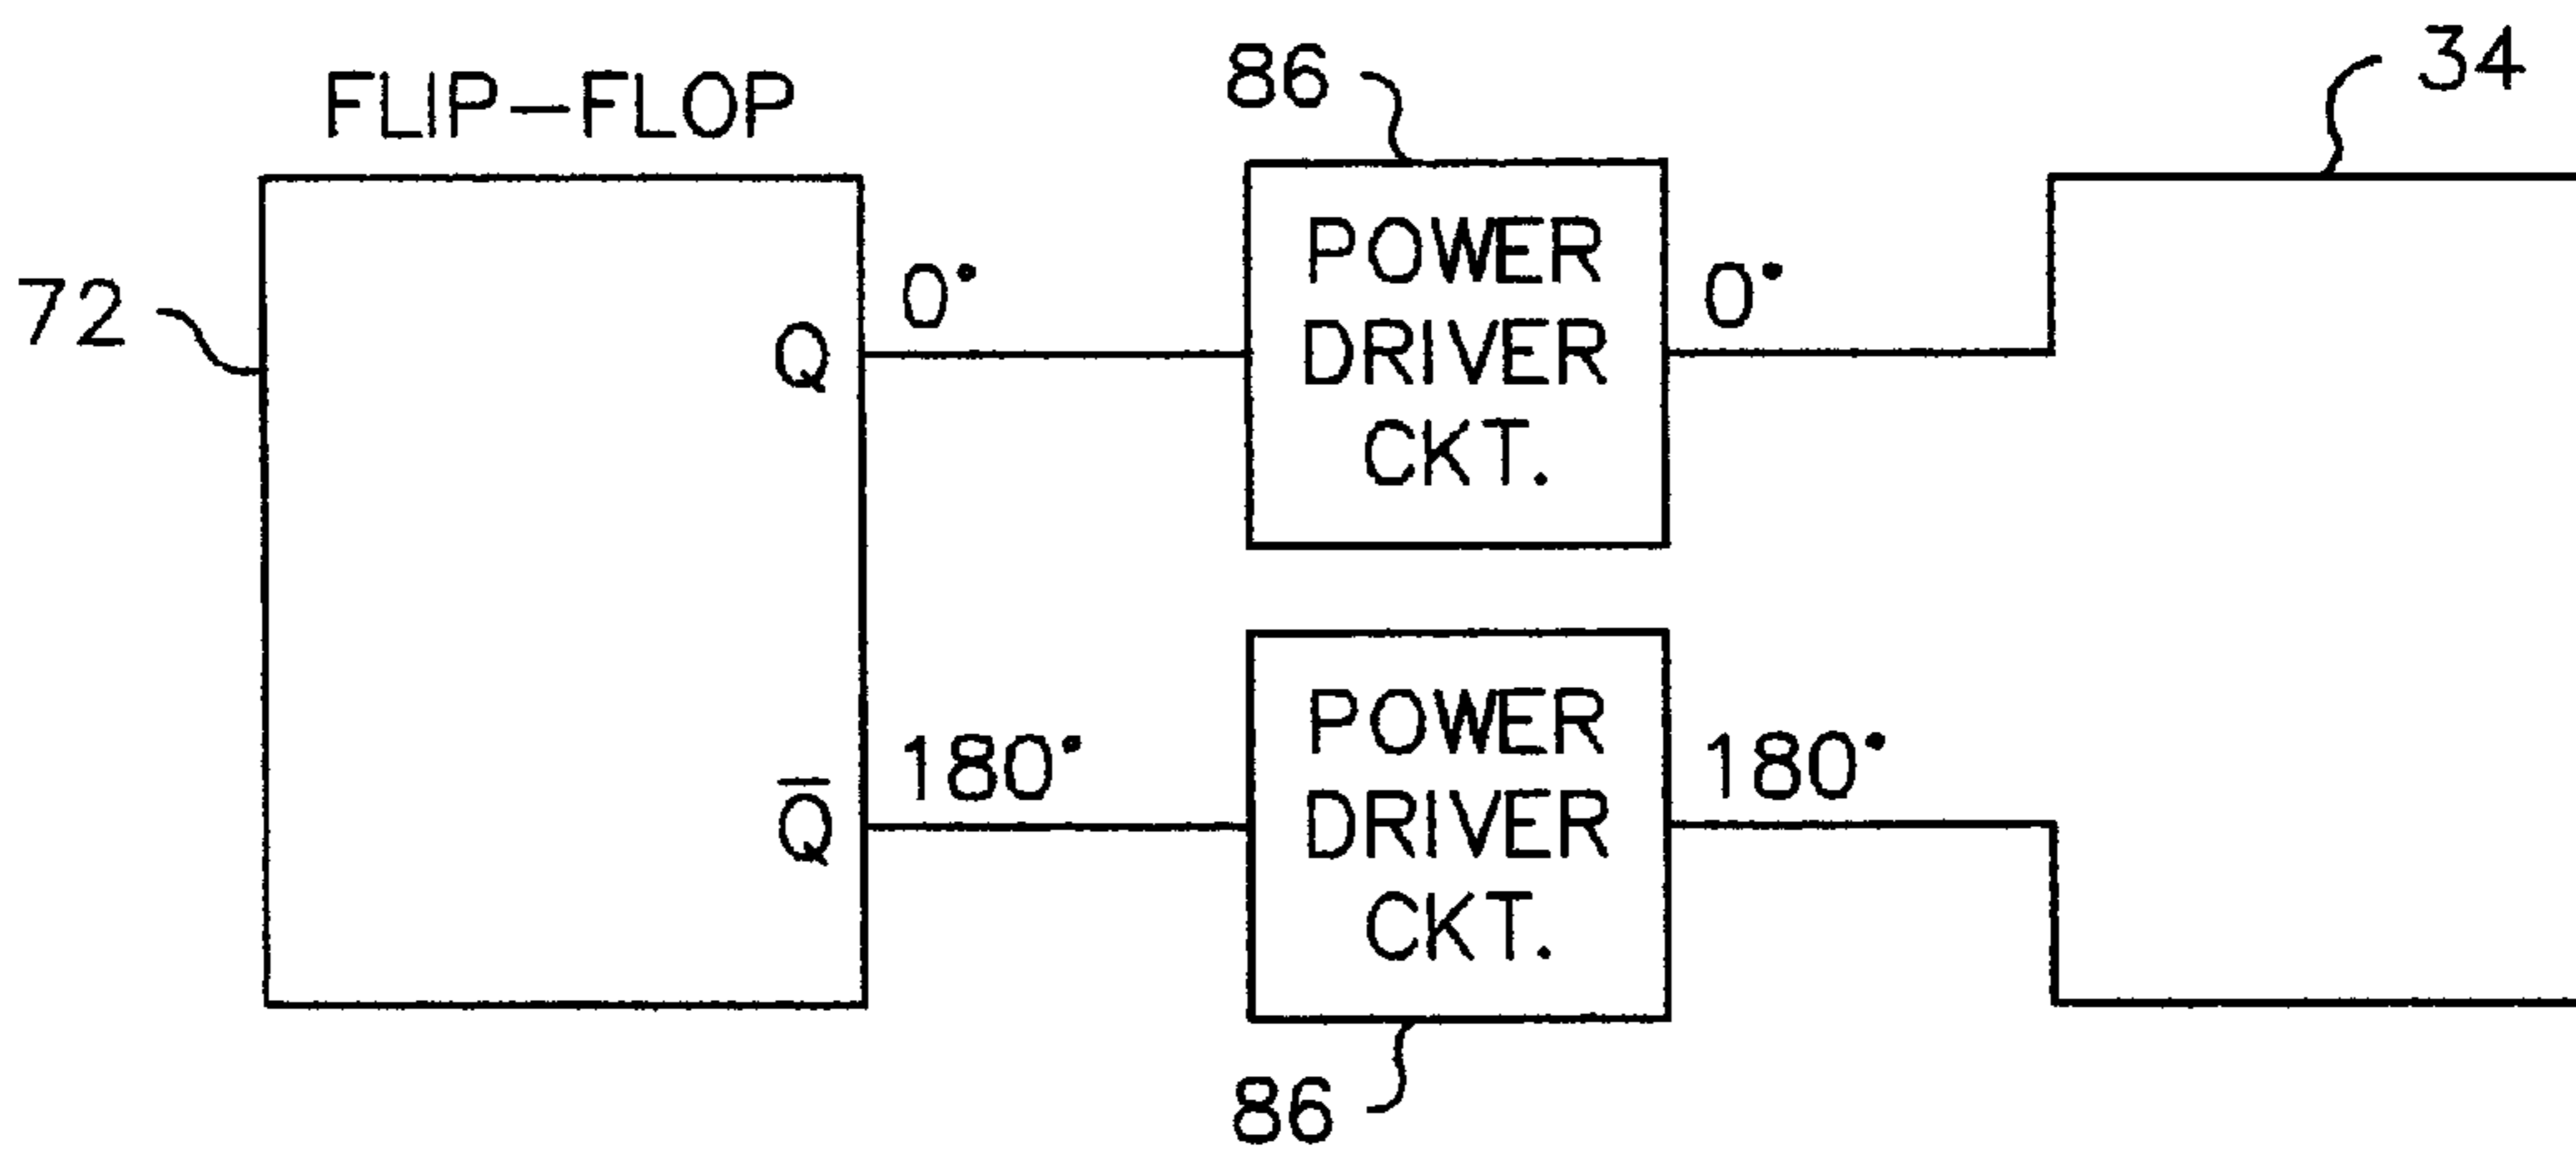 FLIP-FLOP
86
34
72
Q
0°
POWER
DRIVER
CKT.
0°
Q̅
180°
POWER
DRIVER
CKT.
180°
86